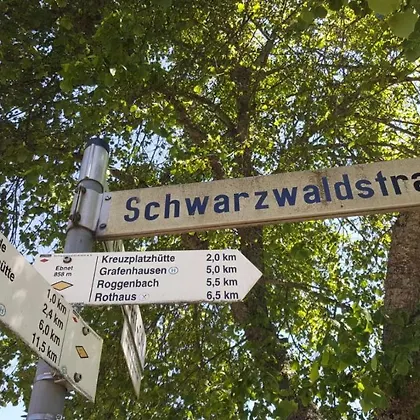 Schwarzwaldstra
Ebnet
858 m
Kreuzplatzhütte 2,0 km
Grafenhausen H 5,0 km
Roggenbach 5,5 km
Rothaus H 6,5 km
hütte
1,0 km
2,4 km
6,0 km
11,5 km